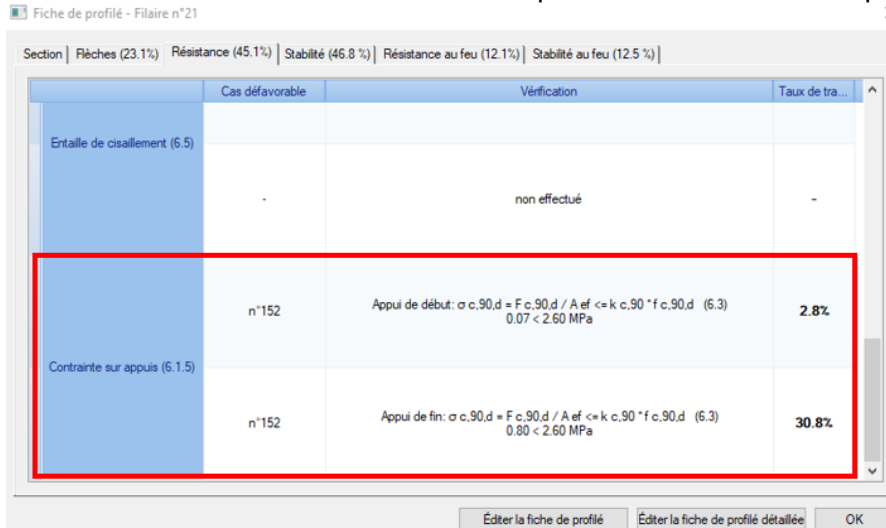 Fiche de profilé - Filaire n°21
Section Flèches (23.1%) Résistance (45.1%) Stabilité (46.8 %) Résistance au feu (12.1%) Stabilité au feu (12.5 %)
Cas défavorable Vérification Taux de tra...
Entaille de cisaillement (6.5)
- non effectué -
Contrainte sur appuis (6.1.5)
n°152 Appui de début: σ c,90,d = F c,90,d / A ef <= k c,90 * f c,90,d (6.3)
0.07 < 2.60 MPa
2.8%
n°152 Appui de fin: σ c,90,d = F c,90,d / A ef <= k c,90 * f c,90,d (6.3)
0.80 < 2.60 MPa
30.8%
Éditer la fiche de profilé Éditer la fiche de profilé détaillée OK